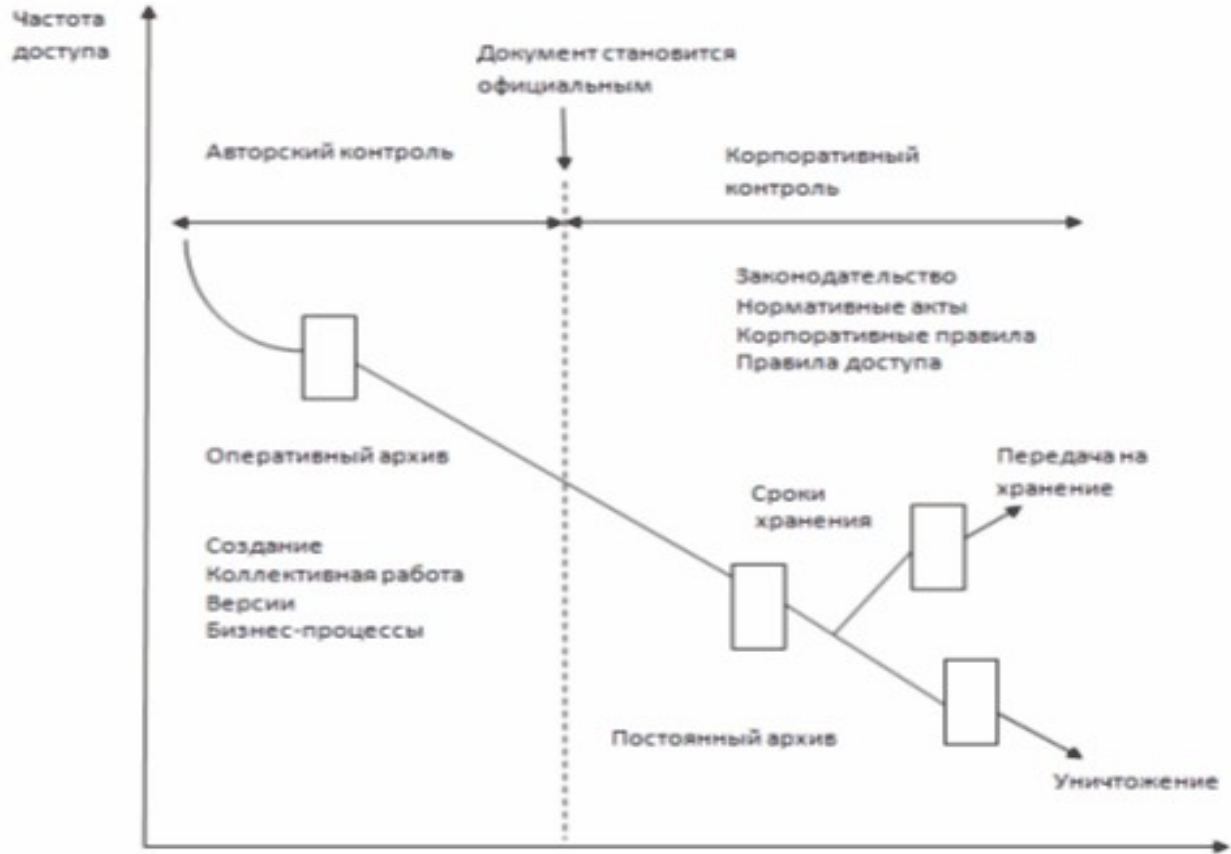 Частота
доступа
Документ становится
официальным
Авторский контроль
Корпоративный
контроль
Законодательство
Нормативные акты
Корпоративные правила
Правила доступа
Оперативный архив
Передача на
хранение
Сроки
хранения
Создание
Коллективная работа
Версии
Бизнес-процессы
Постоянный архив
Уничтожение